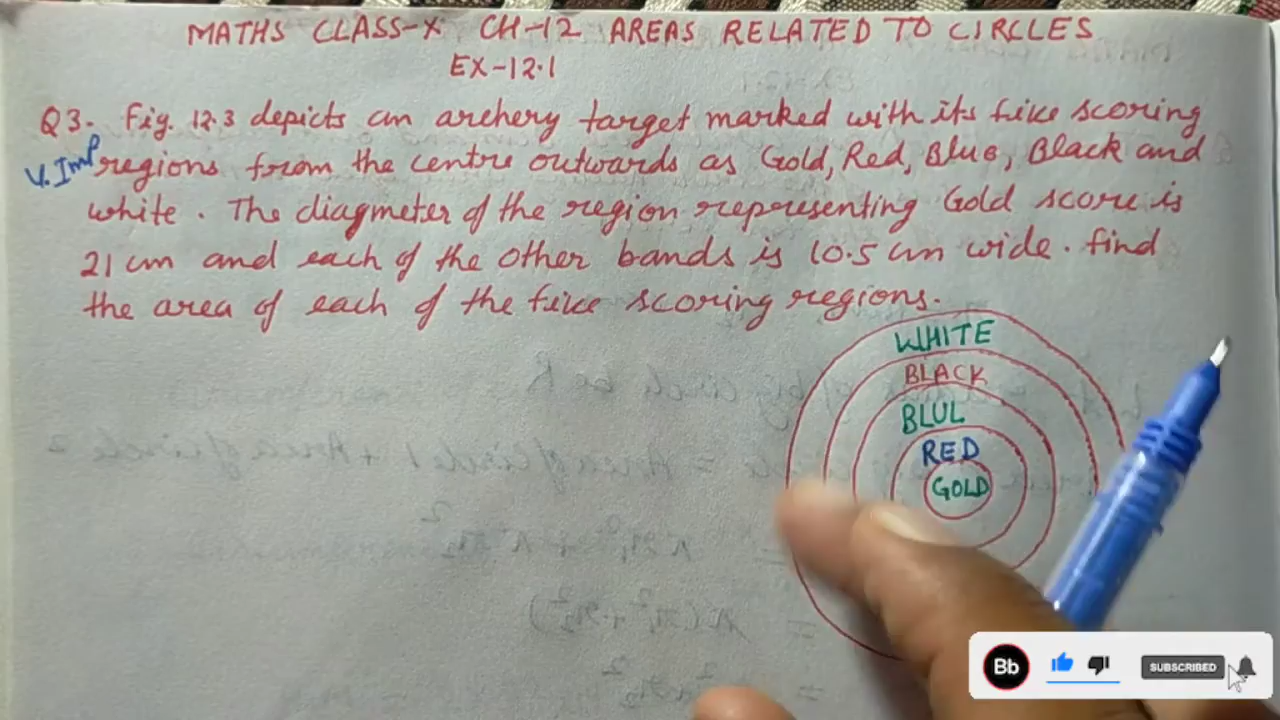 MATHS CLASS-X CH-12 AREAS RELATED TO CIRCLES
EX-12.1
Q3. Fig. 12.3 depicts an archery target marked with its five scoring
V. Imp regions from the centre outwards as Gold, Red, Blue, Black and
white. The diagmeter of the region representing Gold score is
21 cm and each of the other bands is 10.5 cm wide. find
the area of each of the five scoring regions.
WHITE
BLACK
BLUL
RED
GOLD
Bb
SUBSCRIBED